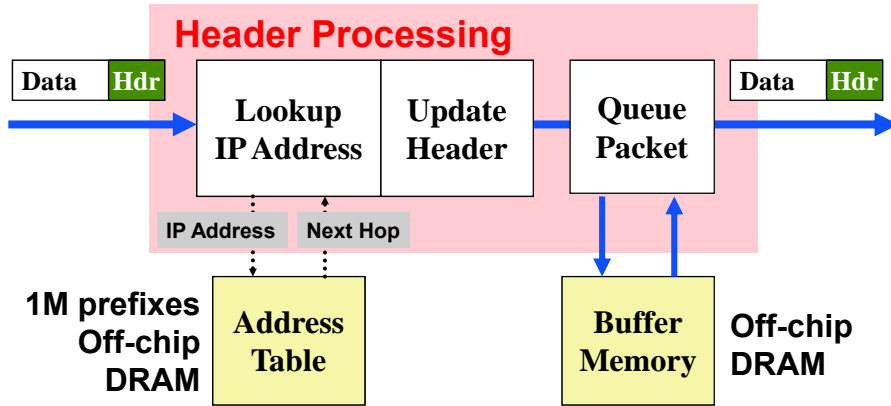 Header Processing
Data Hdr
Lookup
IP Address
Update
Header
Queue
Packet
Data Hdr
IP Address
Next Hop
1M prefixes
Off-chip
DRAM
Address
Table
Buffer
Memory
Off-chip
DRAM